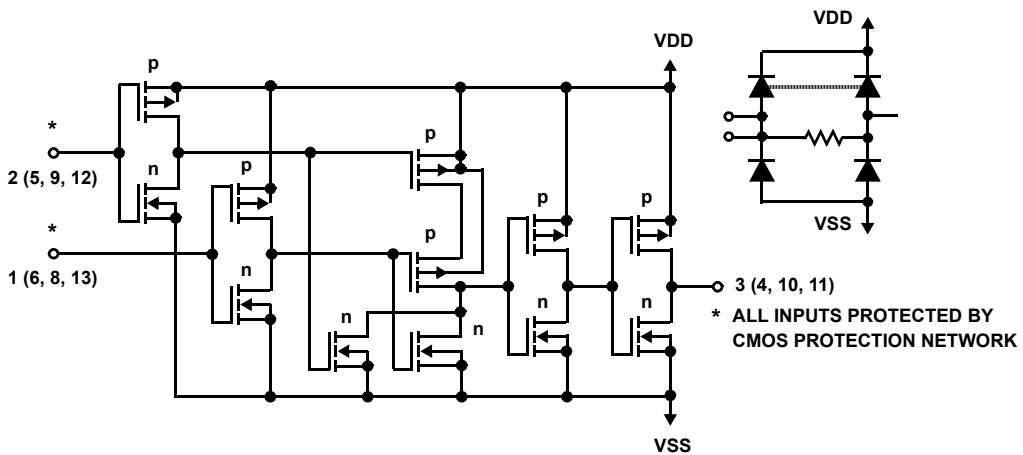 VDD
VDD
p
*
n
2 (5, 9, 12)
p
p
*
n
1 (6, 8, 13)
p
p
p
n
n
n
n
VSS
3 (4, 10, 11)
* ALL INPUTS PROTECTED BY
CMOS PROTECTION NETWORK
VSS